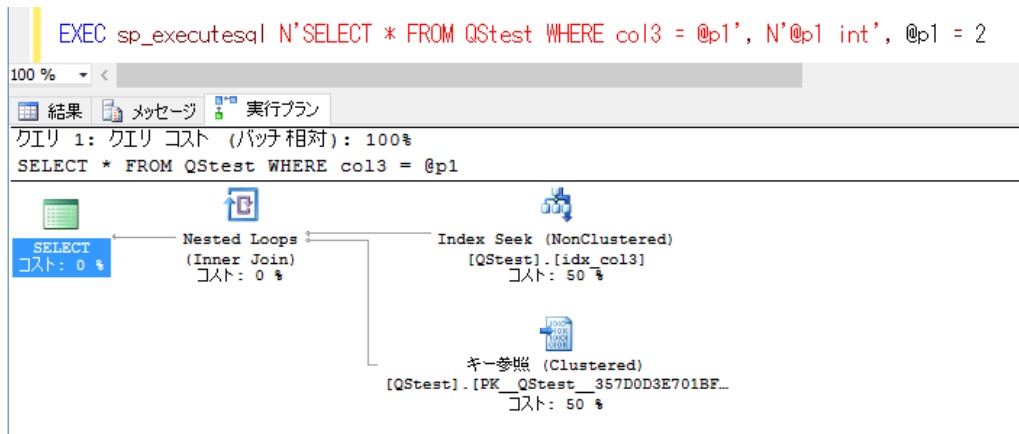 EXEC sp_executesql N'SELECT * FROM QStest WHERE col3 = @p1', N'@p1 int', @p1 = 2
100 %
結果 メッセージ 実行プラン
クエリ 1: クエリ コスト (バッチ相対): 100%
SELECT * FROM QStest WHERE col3 = @p1
SELECT
コスト: 0 %
Nested Loops
(Inner Join)
コスト: 0 %
Index Seek (NonClustered)
[QStest].[idx_col3]
コスト: 50 %
キー参照 (Clustered)
[QStest].[PK__QStest__357D0D3E701BF…
コスト: 50 %